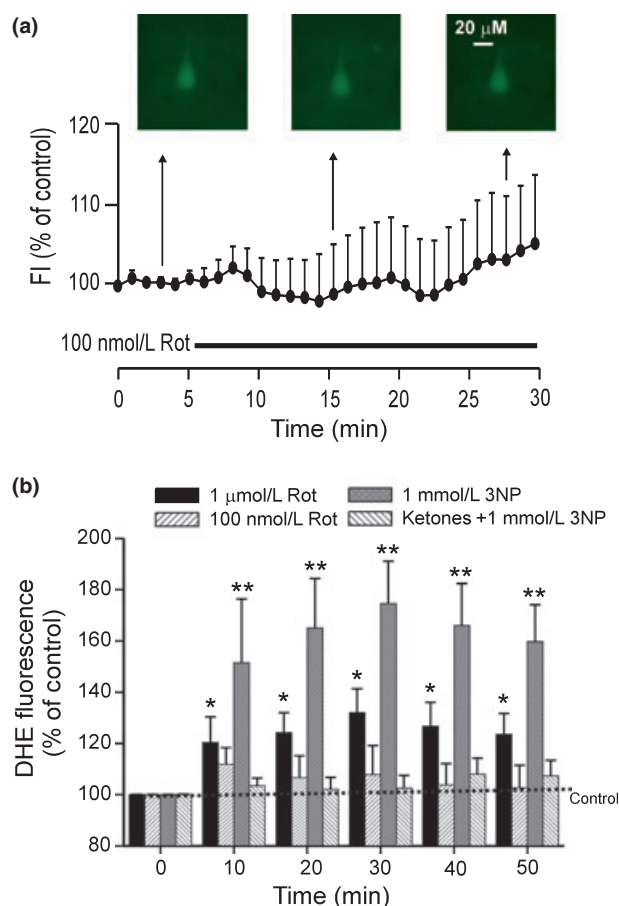 (a)
20 μM
120
110
100
FI (% of control)
100 nmol/L Rot
0 5 10 15 20 25 30
Time (min)
(b)
1 μmol/L Rot 1 mmol/L 3NP
100 nmol/L Rot Ketones +1 mmol/L 3NP
200
180
160
140
120
100
80
DHE fluorescence
(% of control)
** ** ** ** **
* * * * *
Control
0 10 20 30 40 50
Time (min)